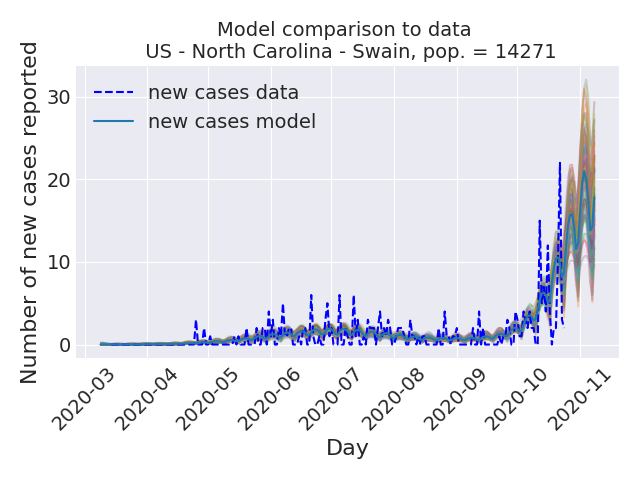 Model comparison to data
US - North Carolina - Swain, pop. = 14271
Number of new cases reported
30
20
10
0
new cases data
new cases model
2020-03
2020-04
2020-05
2020-06
2020-07
2020-08
2020-09
2020-10
2020-11
Day